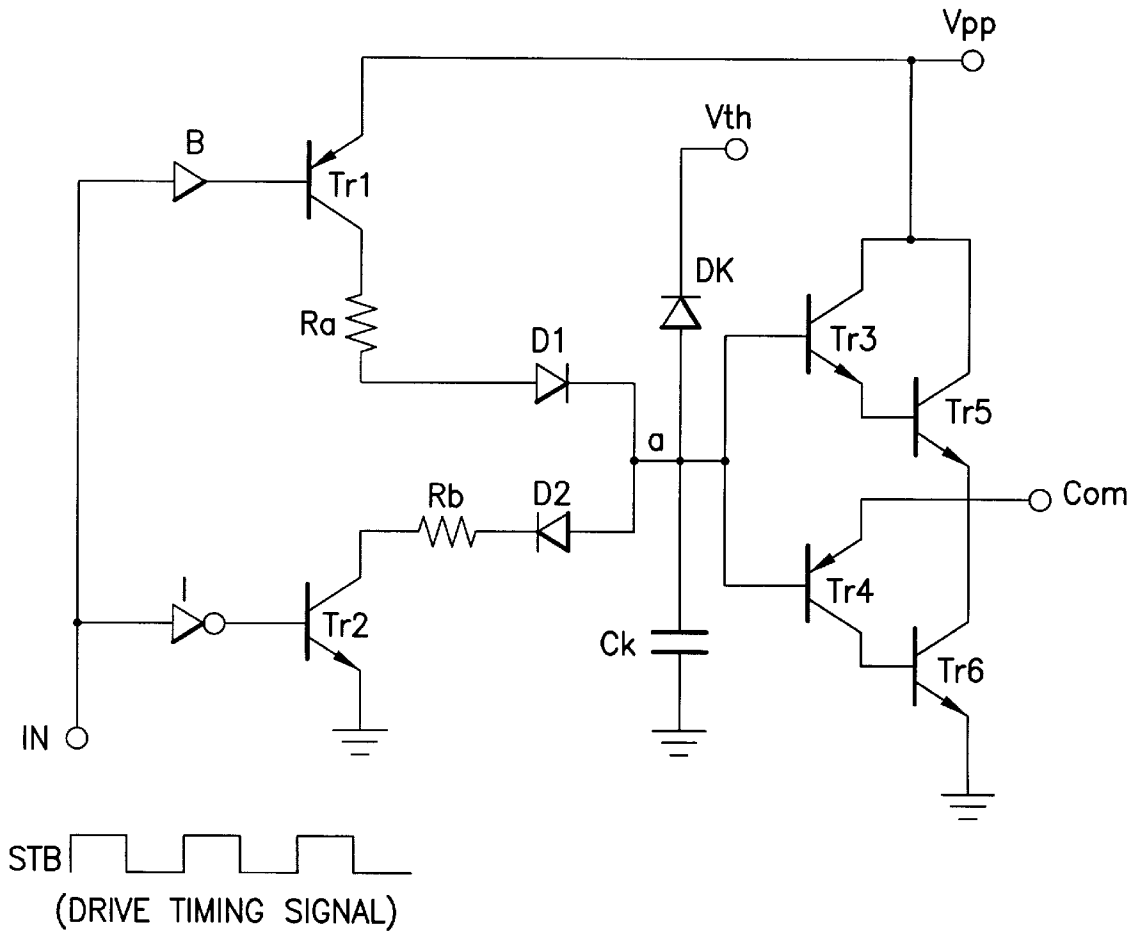 Vpp
Vth
B
Tr1
DK
Ra
D1
Tr3
Tr5
a
Rb
D2
Com
I
Tr2
Tr4
Ck
Tr6
IN
STB
(DRIVE TIMING SIGNAL)